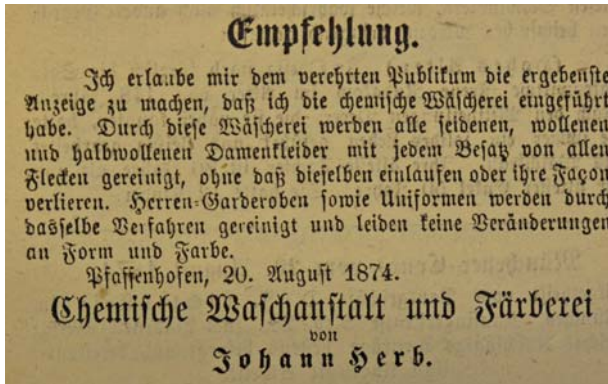 Empfehlung.
Ich erlaube mir dem verehrten Publikum die ergebenste
Anzeige zu machen, daß ich die chemische Wäscherei eingeführt
habe. Durch diese Wäscherei werden alle seidenen, wollenen
und halbwollenen Damenkleider mit jedem Besatz von allen
Flecken gereinigt, ohne daß dieselben einlaufen oder ihre Façon
verlieren. Herren-Garderoben sowie Uniformen werden durch
dasselbe Verfahren gereinigt und leiden keine Veränderungen
an Form und Farbe.
Pfaffenhofen, 20. August 1874.
Chemische Waschanstalt und Färberei
von
Johann Herb.